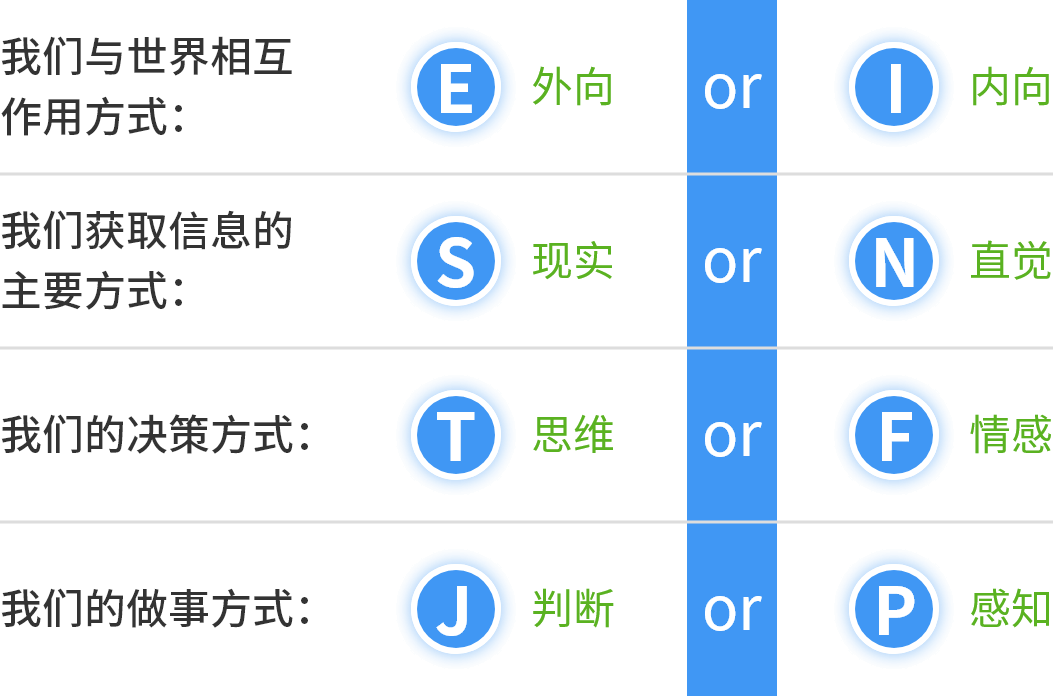 我们与世界相互
作用方式：
E 外向 or I 内向
我们获取信息的
主要方式：
S 现实 or N 直觉
我们的决策方式： T 思维 or F 情感
我们的做事方式： J 判断 or P 感知